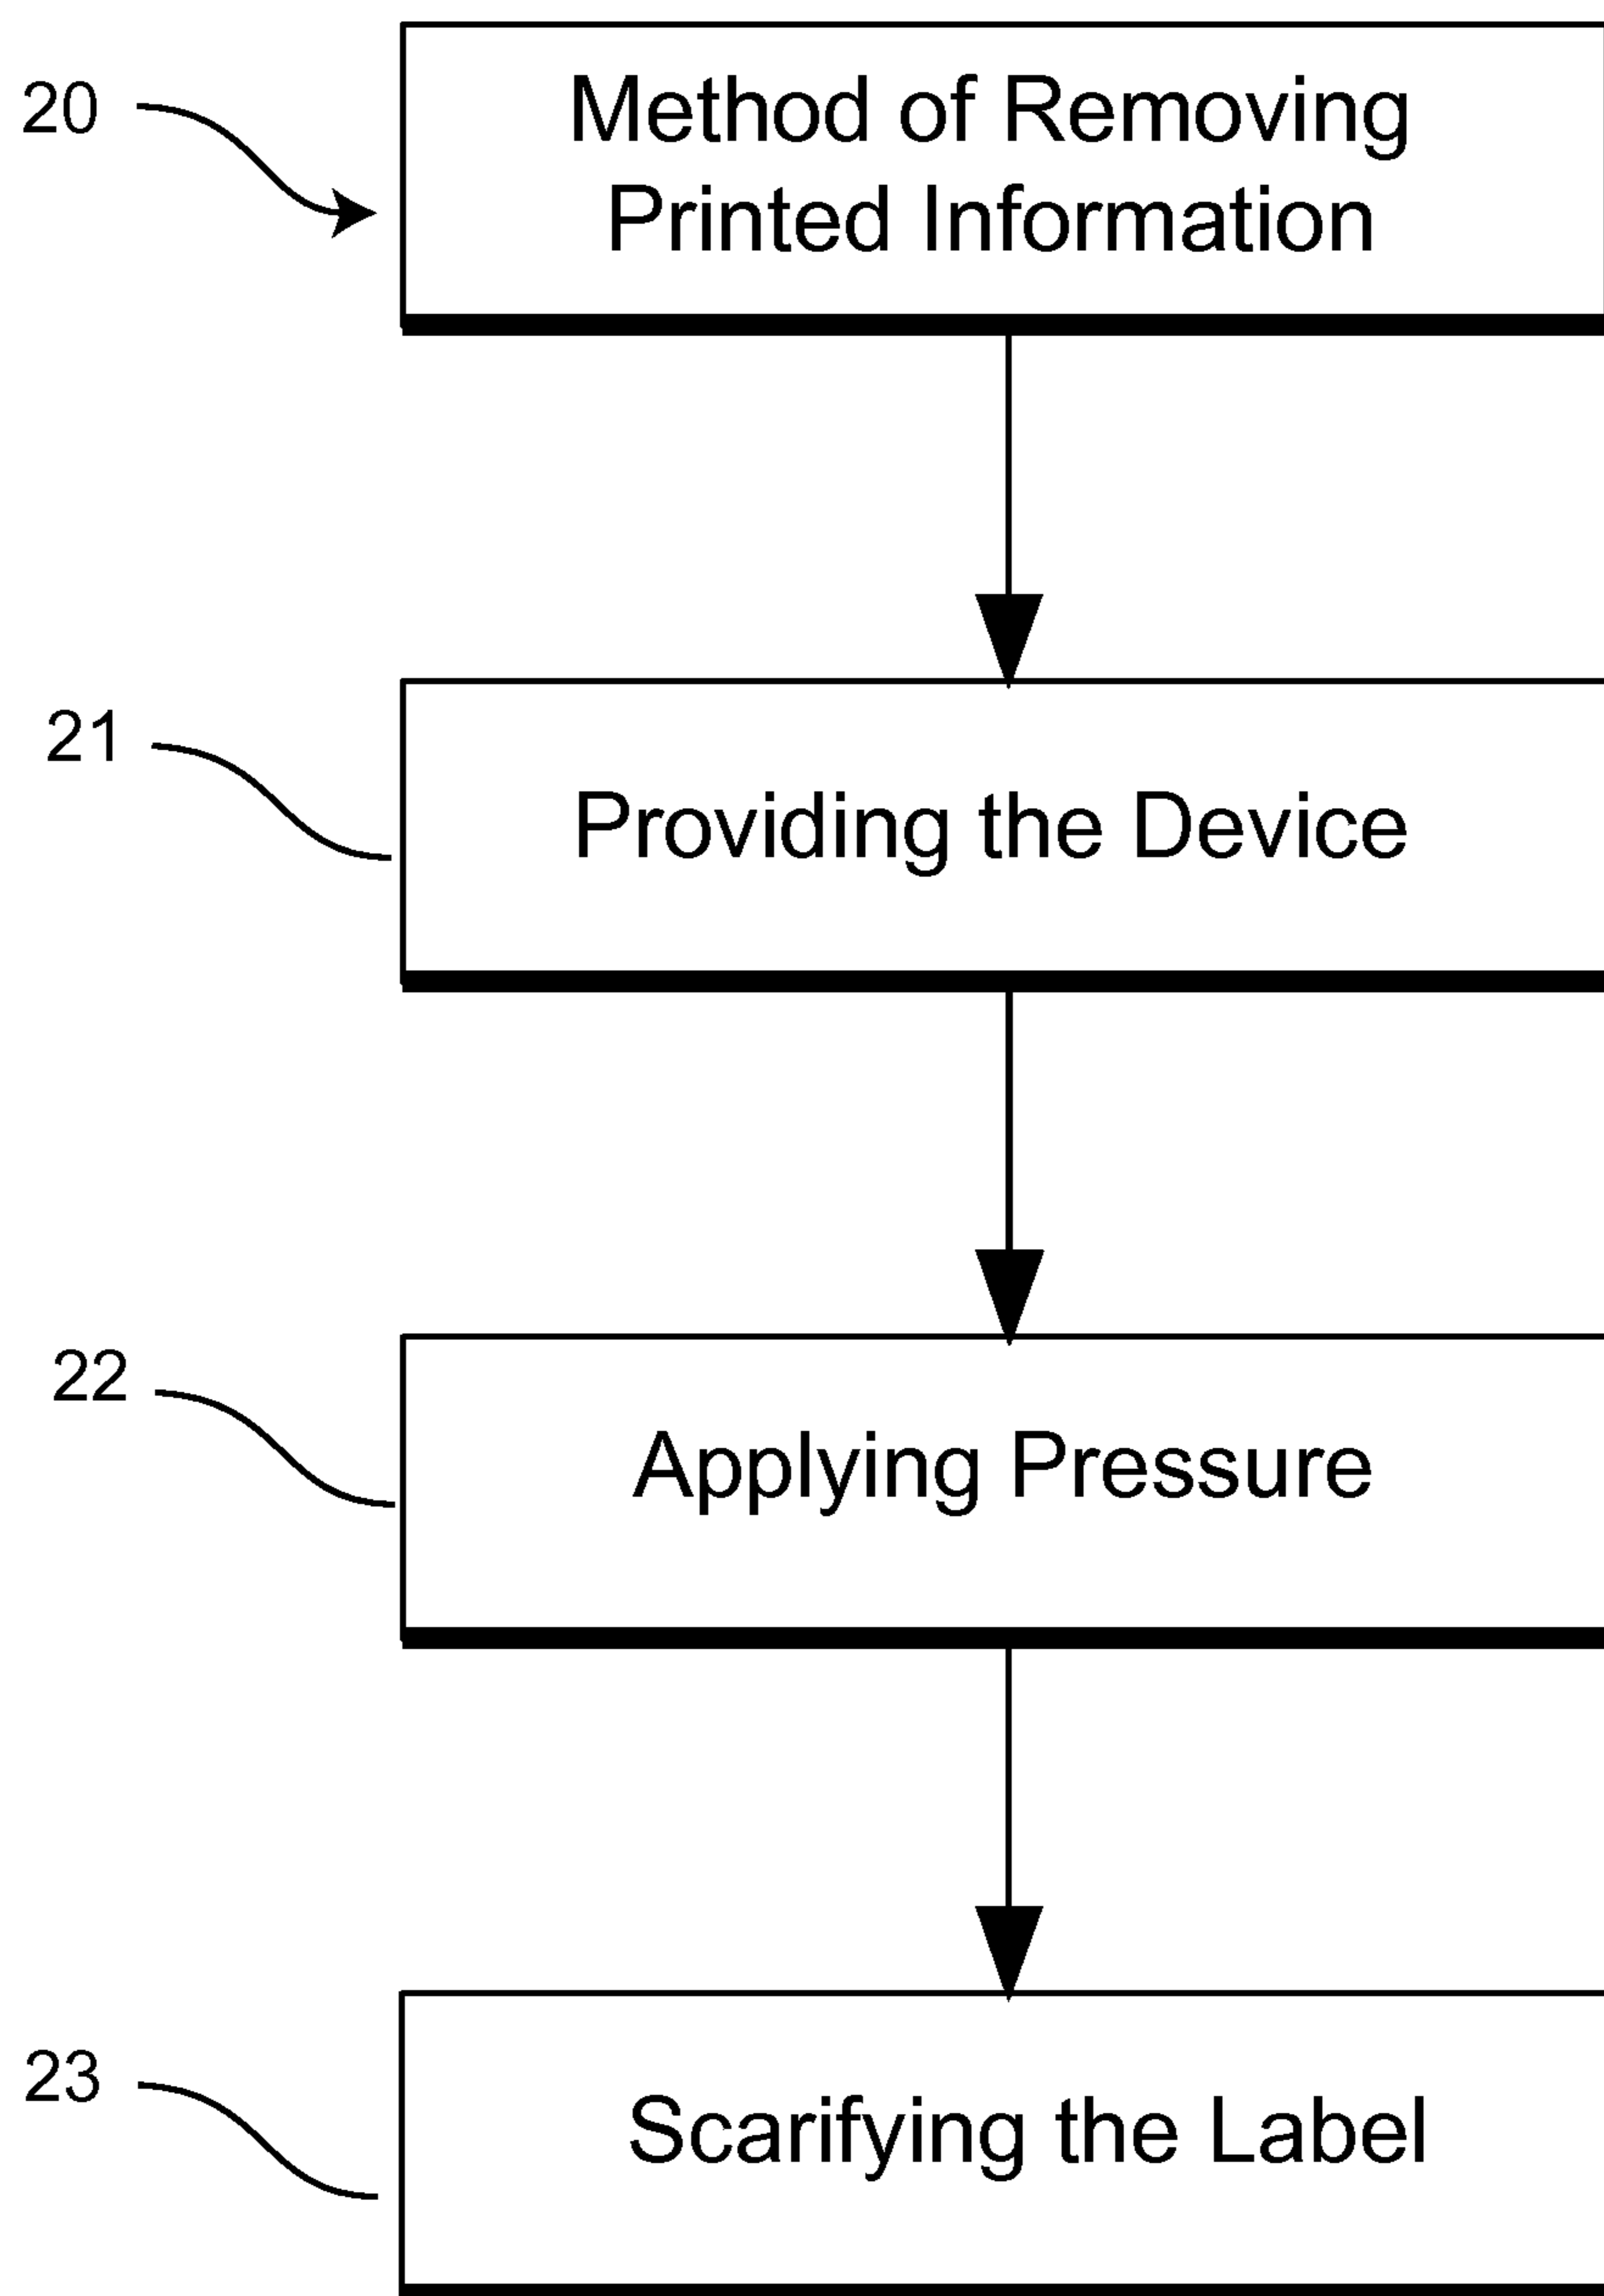 20
Method of Removing
Printed Information
21
Providing the Device
22
Applying Pressure
23
Scarifying the Label